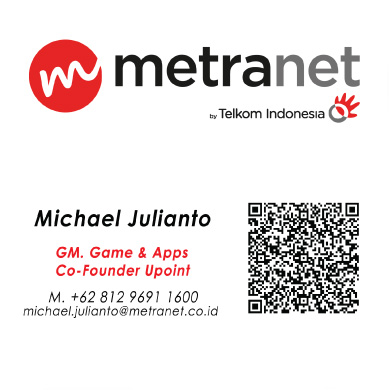 metranet
by Telkom Indonesia
Michael Julianto
GM. Game & Apps
Co-Founder Upoint
M. +62 812 9691 1600
michael.julianto@metranet.co.id